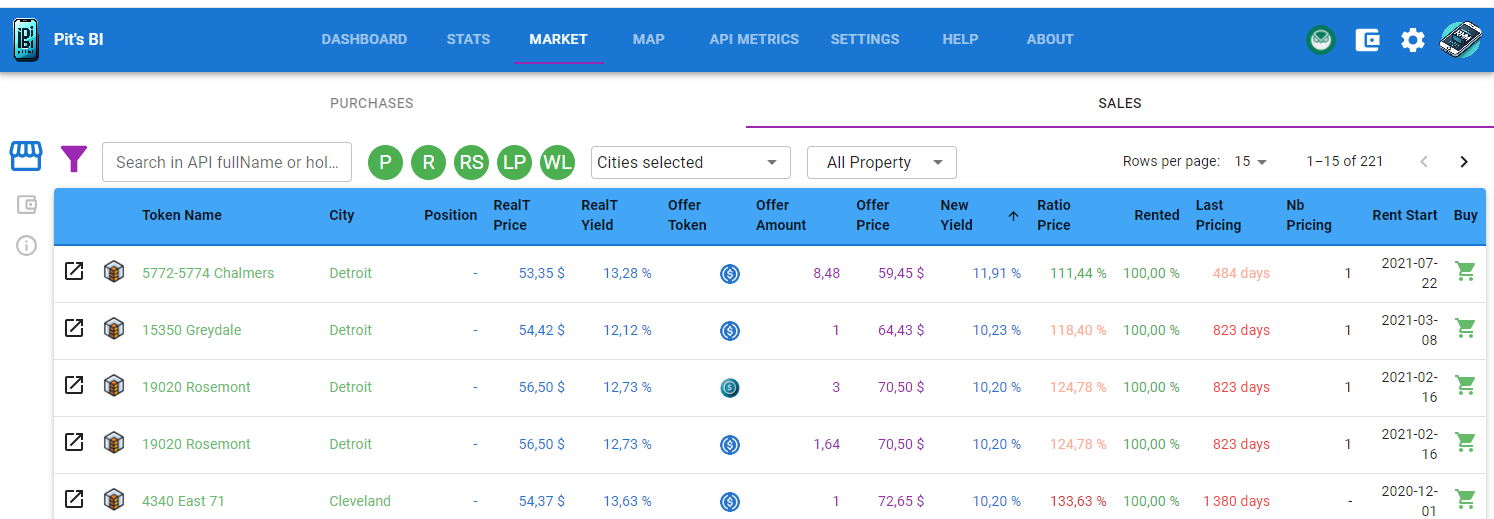 Pit's BI
DASHBOARD STATS MARKET MAP API METRICS SETTINGS HELP ABOUT
PURCHASES SALES
Search in API fullName or hol... P R RS LP WL Cities selected All Property Rows per page: 15 1–15 of 221
Token Name City Position RealT Price RealT Yield Offer Token Offer Amount Offer Price New Yield Ratio Price Rented Last Pricing Nb Pricing Rent Start Buy
5772-5774 Chalmers Detroit - 53,35 $ 13,28 % 8,48 59,45 $ 11,91 % 111,44 % 100,00 % 484 days 1 2021-07-22
15350 Greydale Detroit - 54,42 $ 12,12 % 1 64,43 $ 10,23 % 118,40 % 100,00 % 823 days 1 2021-03-08
19020 Rosemont Detroit - 56,50 $ 12,73 % 3 70,50 $ 10,20 % 124,78 % 100,00 % 823 days 1 2021-02-16
19020 Rosemont Detroit - 56,50 $ 12,73 % 1,64 70,50 $ 10,20 % 124,78 % 100,00 % 823 days 1 2021-02-16
4340 East 71 Cleveland - 54,37 $ 13,63 % 1 72,65 $ 10,20 % 133,63 % 100,00 % 1 380 days - 2020-12-01